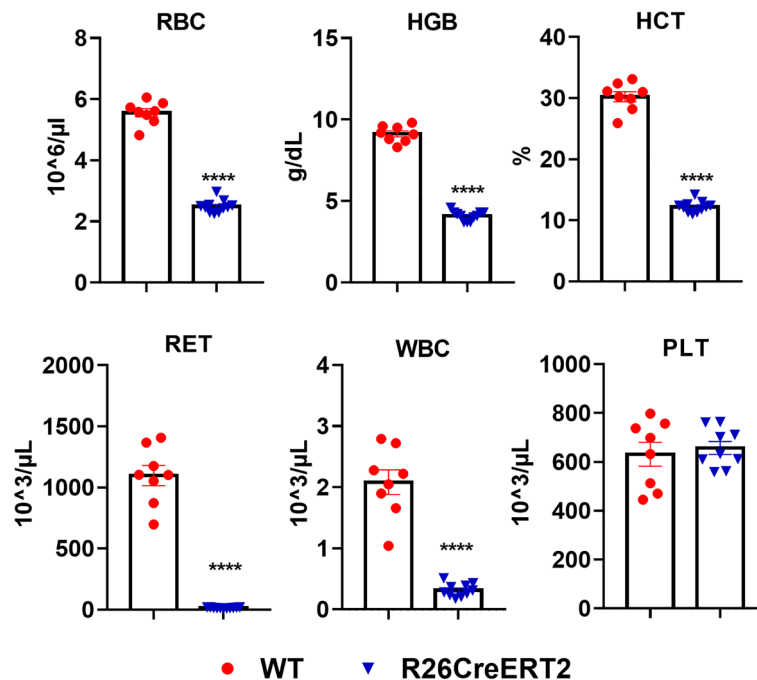 RBC
10^6/µl
8
6
4
2
0
****
HGB
g/dL
15
10
5
0
****
HCT
%
40
30
20
10
0
****
RET
10^3/µL
2000
1500
1000
500
0
****
WBC
10^3/µL
4
3
2
1
0
****
PLT
10^3/µL
1000
800
600
400
200
0
WT
R26CreERT2